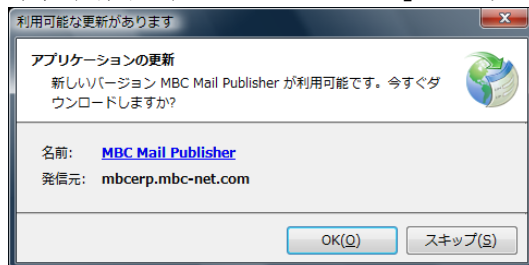 利用可能な更新があります
アプリケーションの更新
新しいバージョン MBC Mail Publisher が利用可能です。今すぐダ
ウンロードしますか?
名前: MBC Mail Publisher
発信元: mbcerp.mbc-net.com
OK(O) スキップ(S)